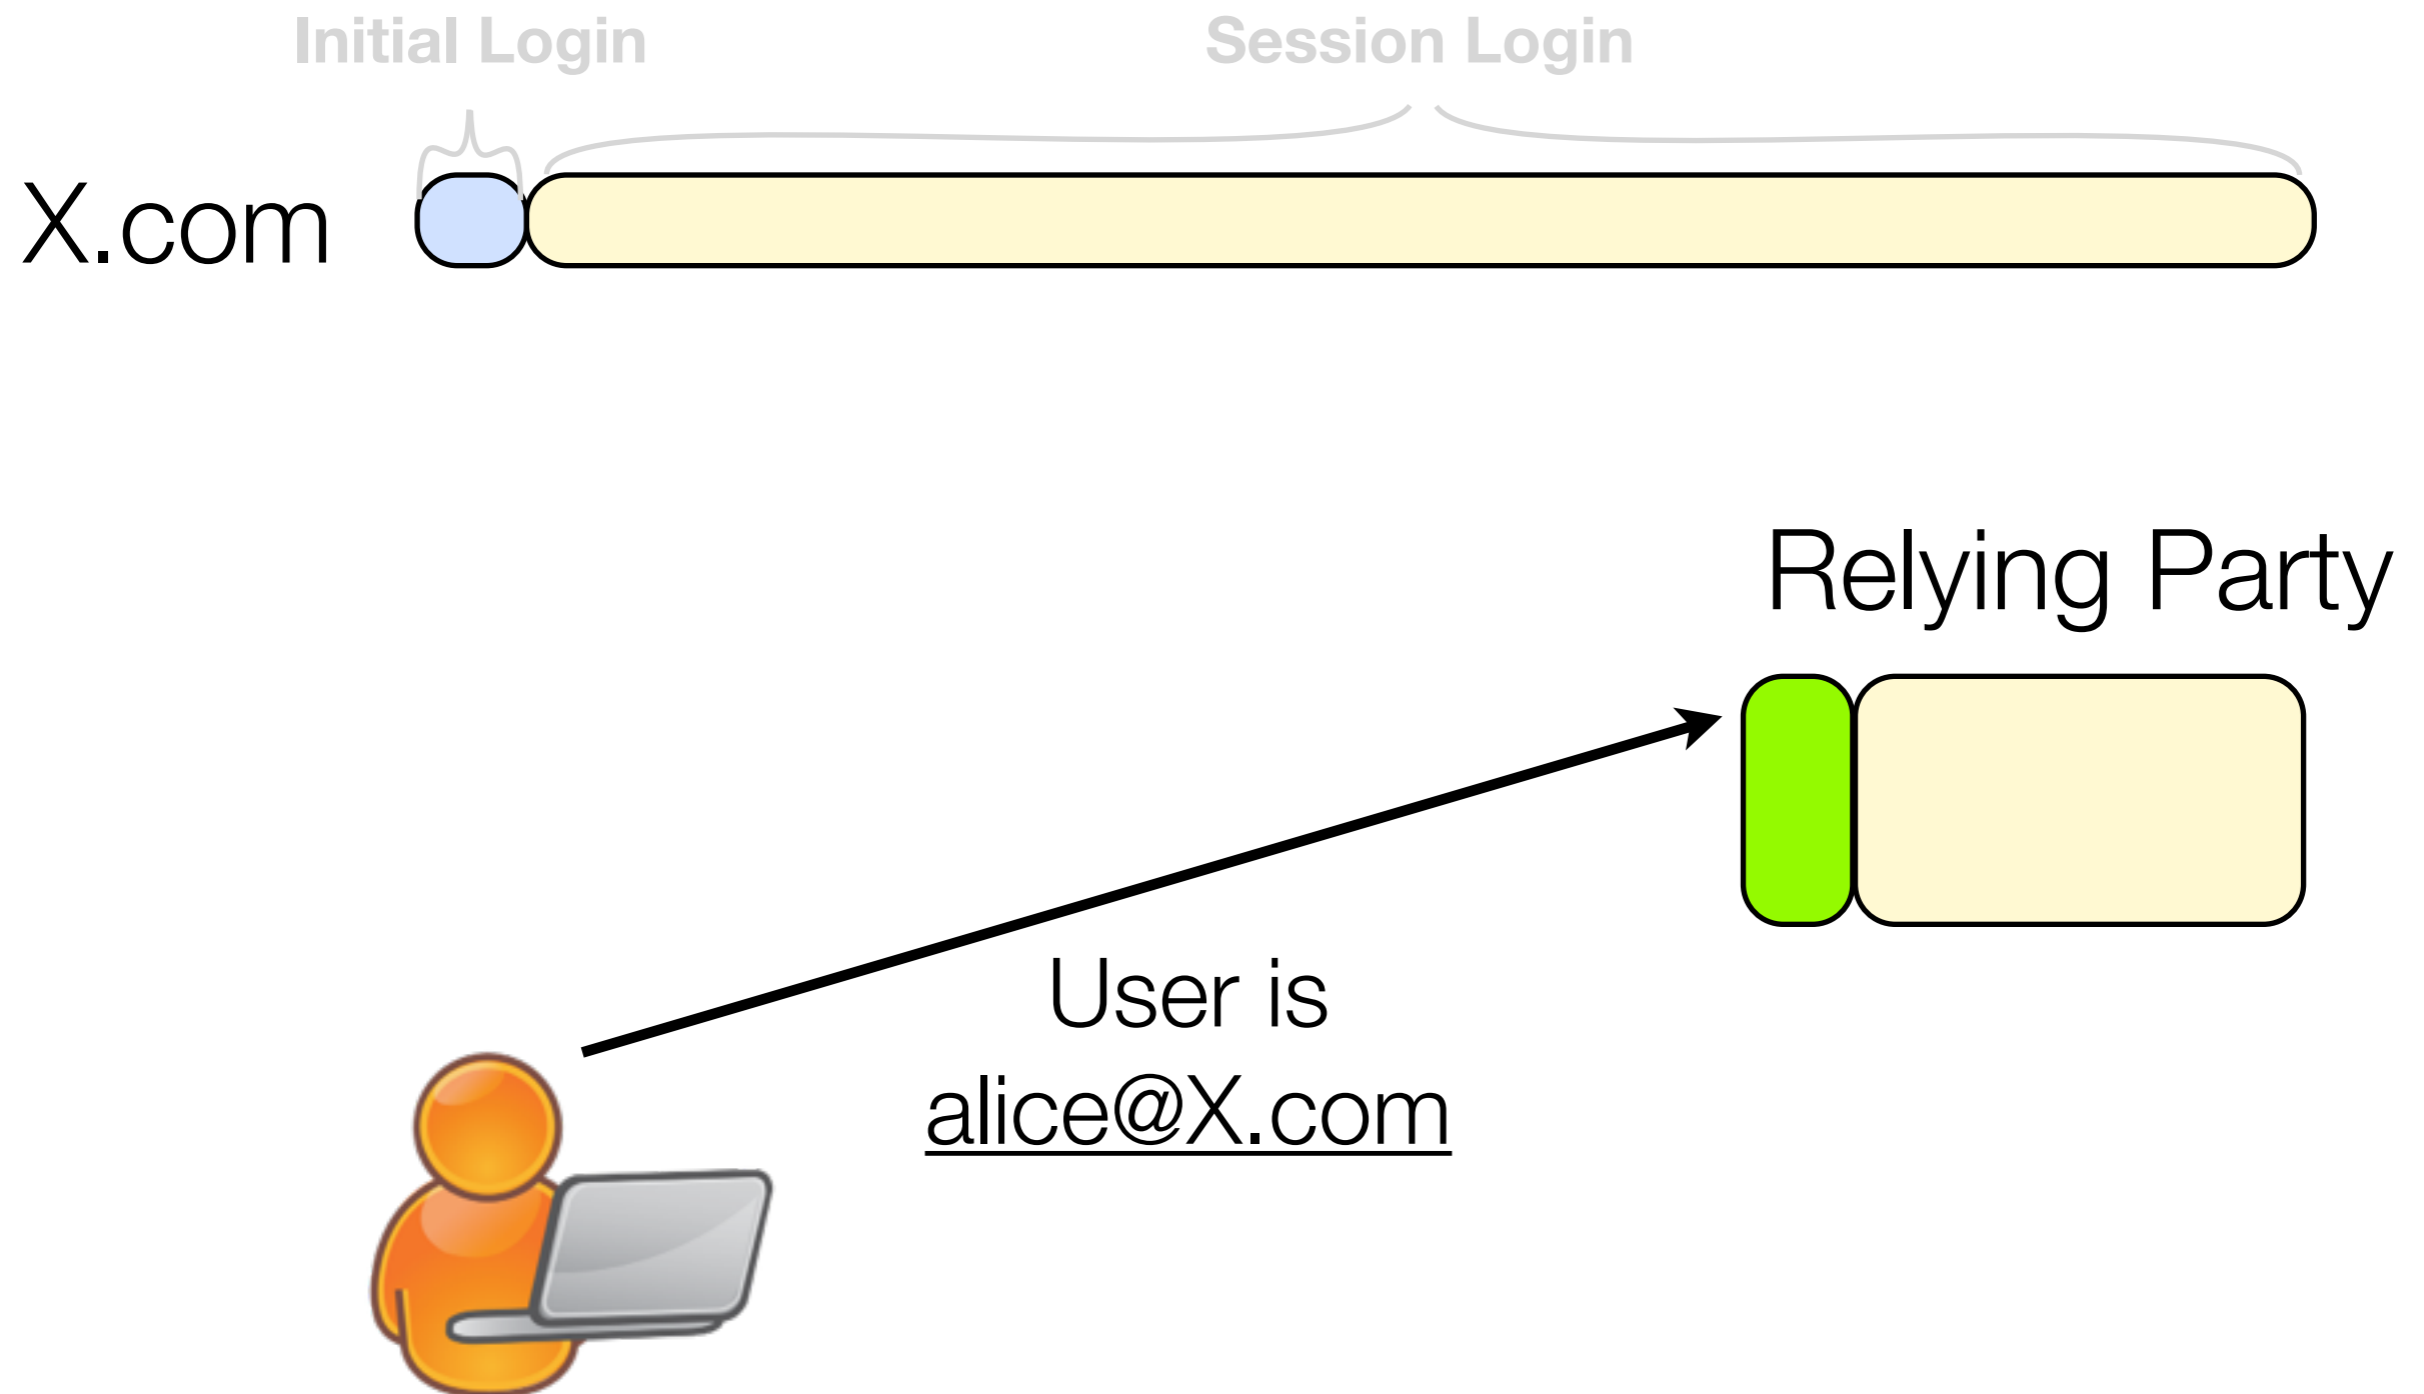 Initial Login
Session Login
X.com
Relying Party
User is
alice@X.com